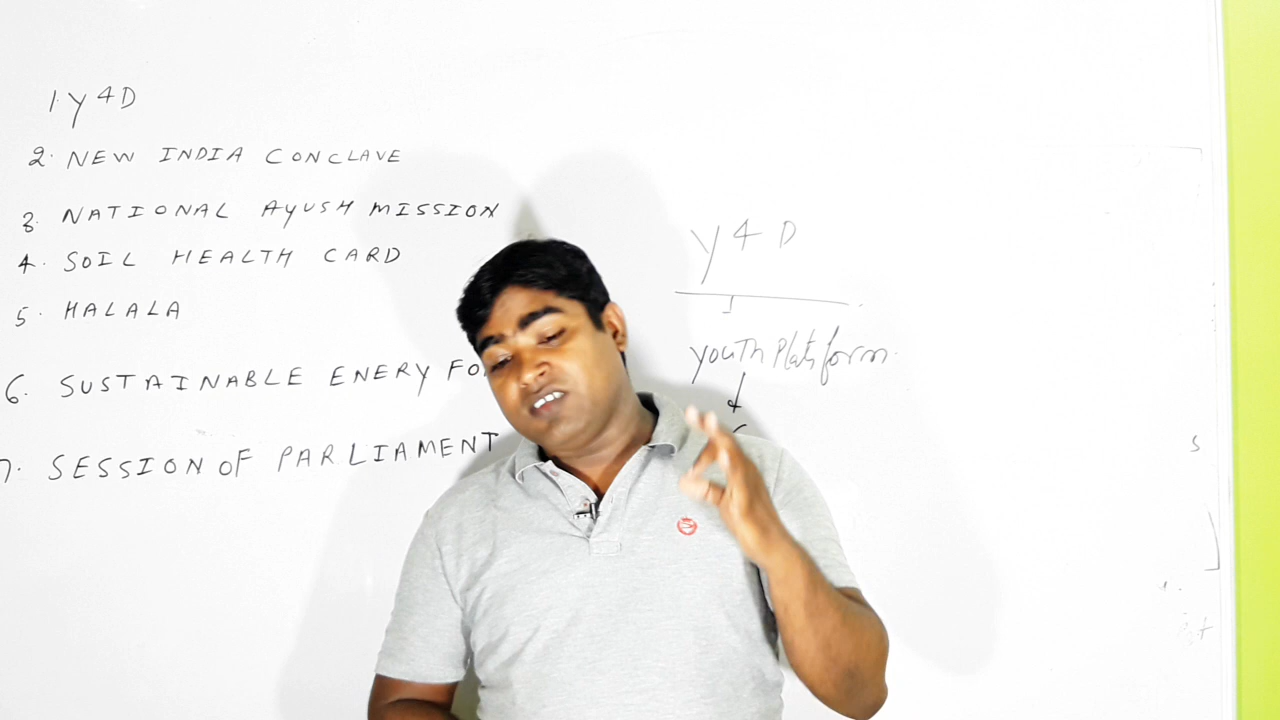 1. Y4D
2. NEW INDIA CONCLAVE
3. NATIONAL AYUSH MISSION
4. SOIL HEALTH CARD
5. HALALA
6. SUSTAINABLE ENERY FO
7. SESSION OF PARLIAMENT
Y4D
youth Platform.